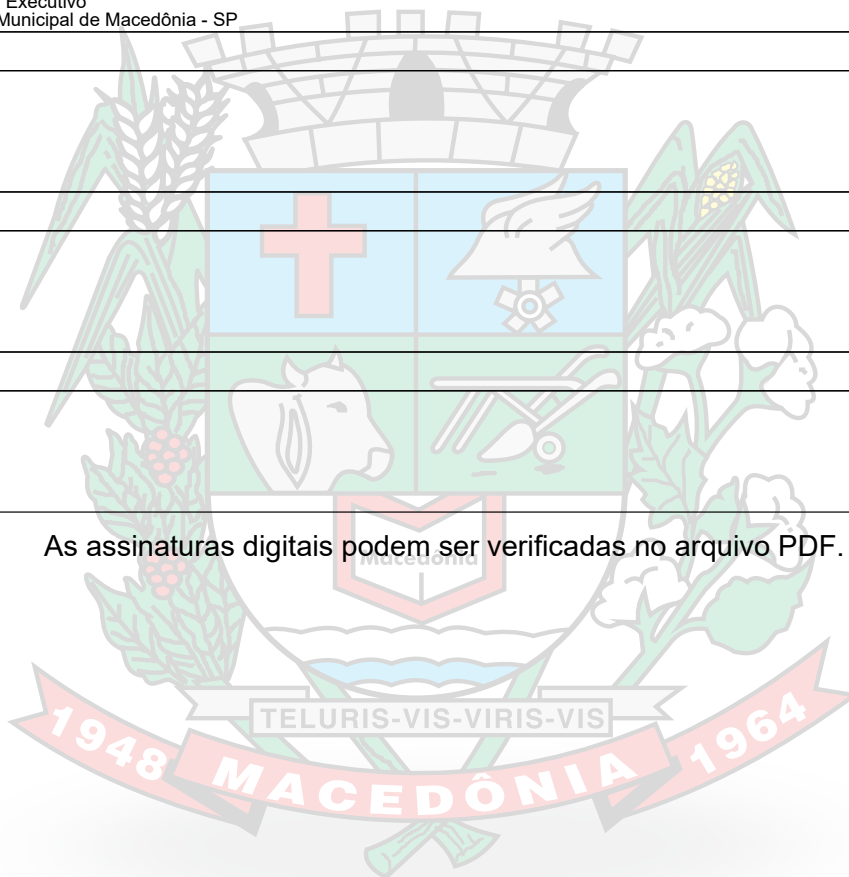 Executivo
Municipal de Macedônia - SP
As assinaturas digitais podem ser verificadas no arquivo PDF.
Macedônia
TELURIS-VIS-VIRIS-VIS
1948 MACEDÔNIA 1964